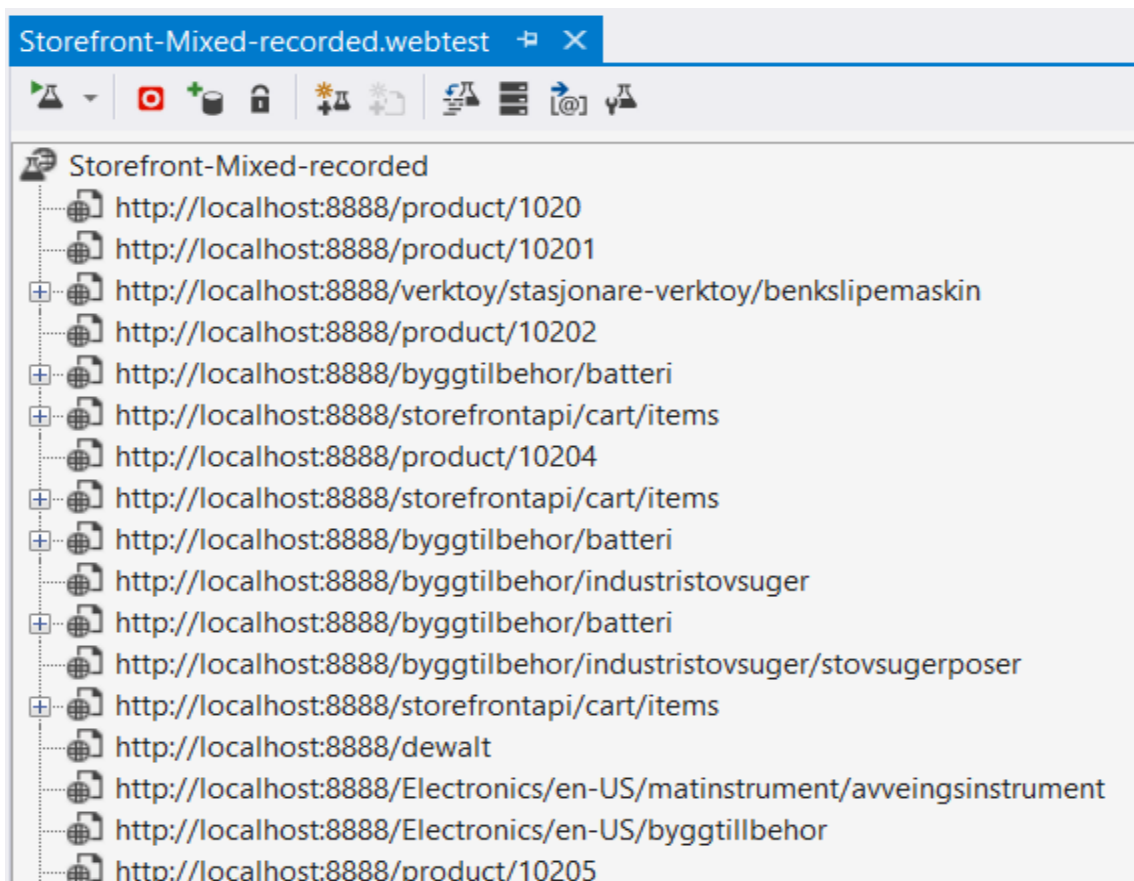 Storefront-Mixed-recorded.webtest
Storefront-Mixed-recorded
http://localhost:8888/product/1020
http://localhost:8888/product/10201
http://localhost:8888/verktoy/stasjonare-verktoy/benkslipemaskin
http://localhost:8888/product/10202
http://localhost:8888/byggtilbehor/batteri
http://localhost:8888/storefrontapi/cart/items
http://localhost:8888/product/10204
http://localhost:8888/storefrontapi/cart/items
http://localhost:8888/byggtilbehor/batteri
http://localhost:8888/byggtilbehor/industristovsuger
http://localhost:8888/byggtilbehor/batteri
http://localhost:8888/byggtilbehor/industristovsuger/stovsugerposer
http://localhost:8888/storefrontapi/cart/items
http://localhost:8888/dewalt
http://localhost:8888/Electronics/en-US/matinstrument/avveingsinstrument
http://localhost:8888/Electronics/en-US/byggtillbehor
http://localhost:8888/product/10205